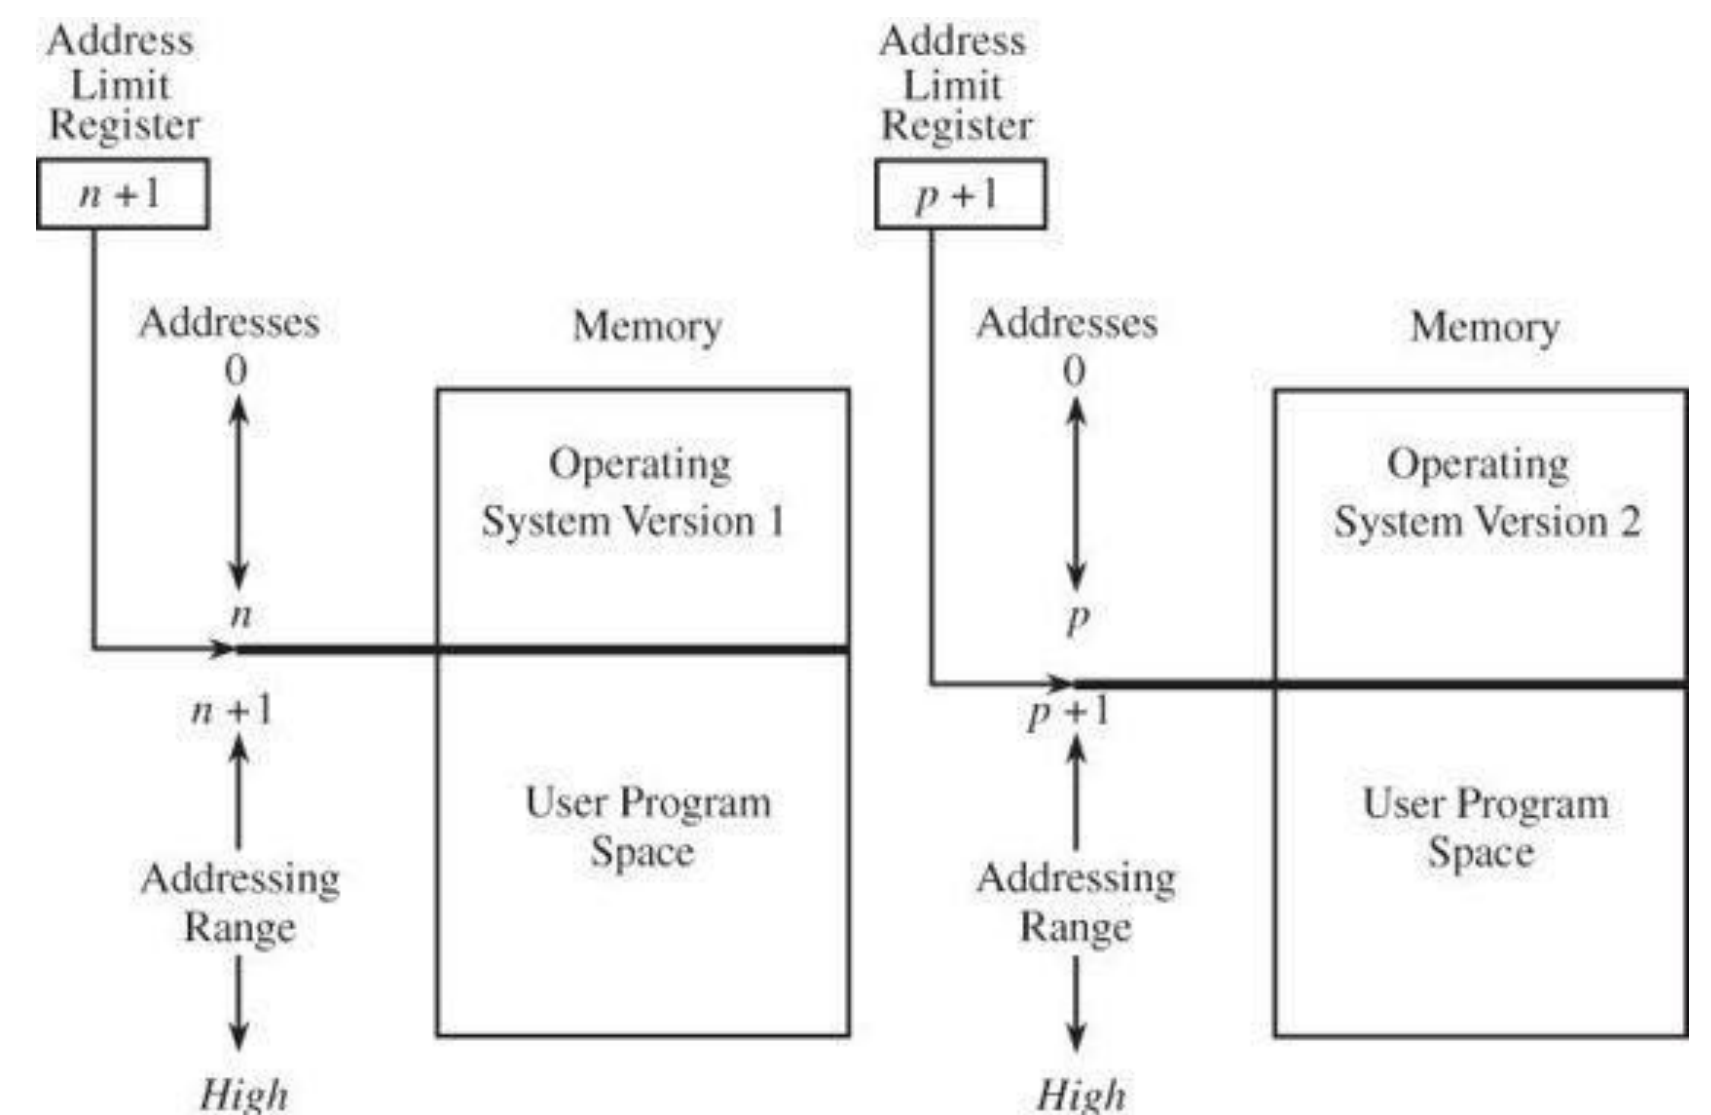 Address
Limit
Register
n + 1
Addresses
0
Memory
Operating
System Version 1
n
n + 1
User Program
Space
Addressing
Range
High
Address
Limit
Register
p + 1
Addresses
0
Memory
Operating
System Version 2
p
p + 1
User Program
Space
Addressing
Range
High